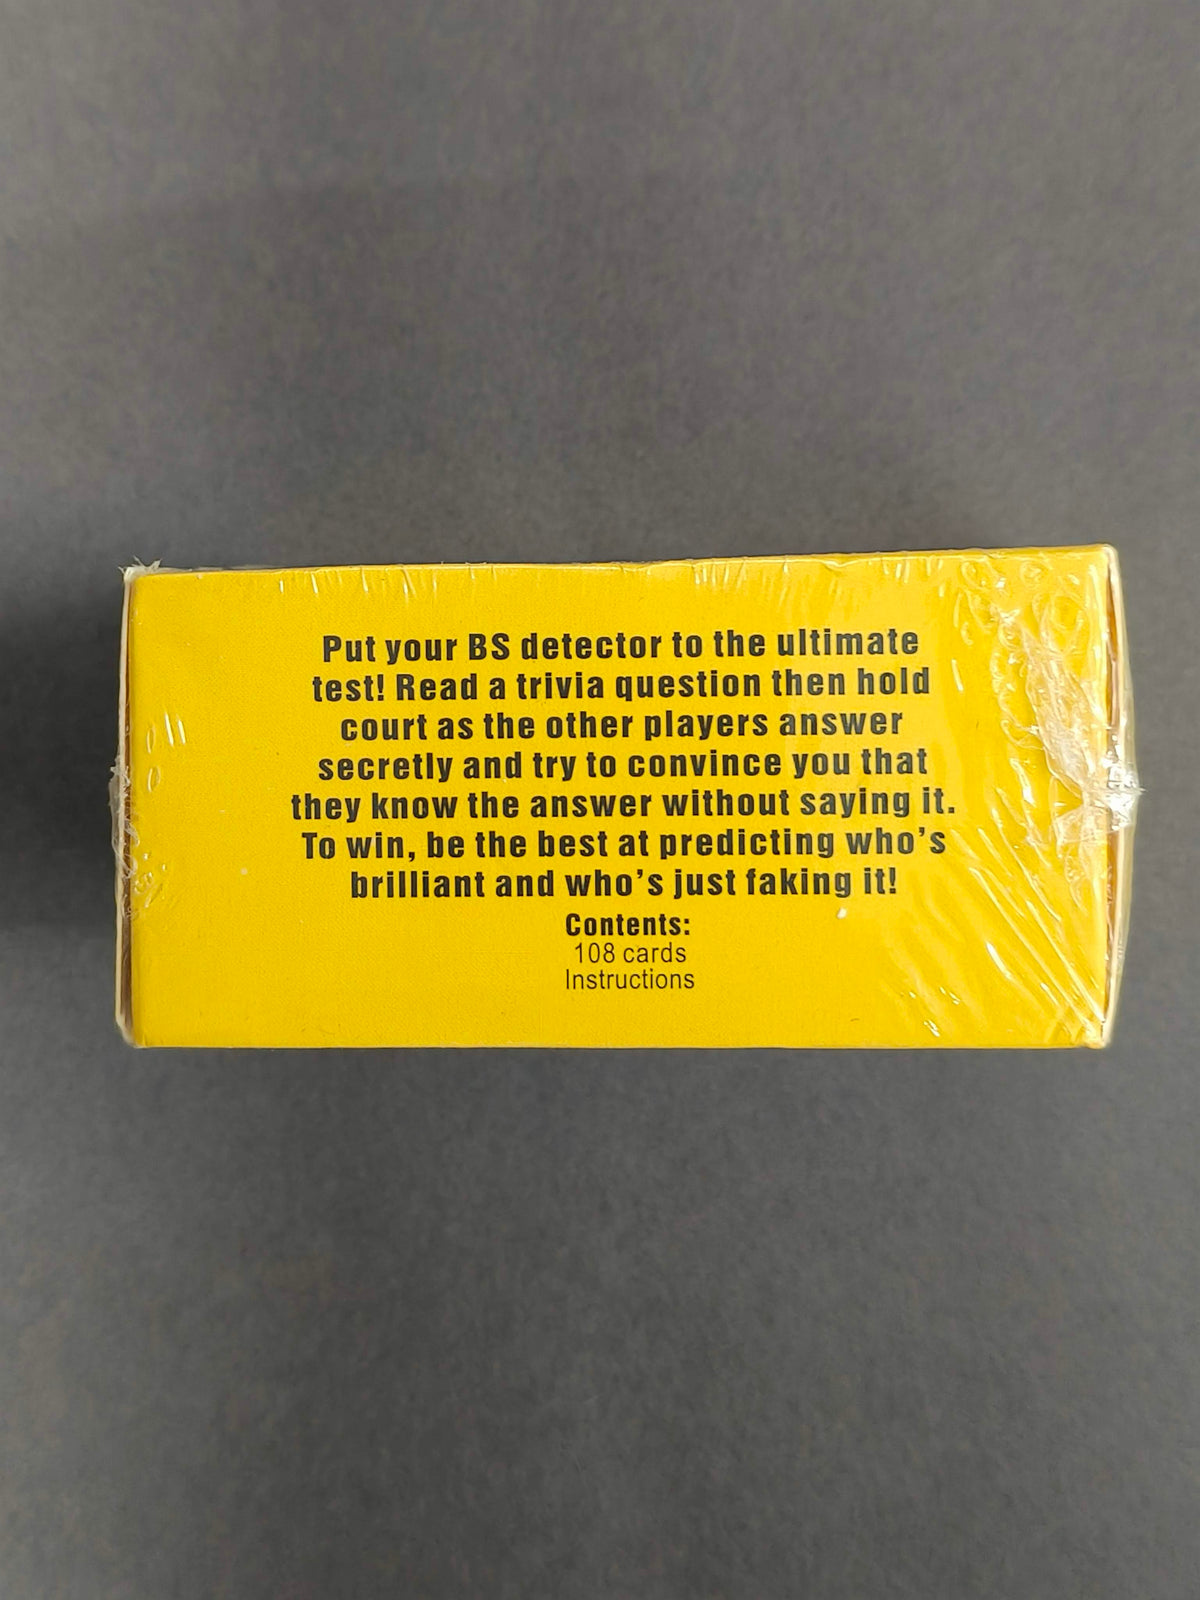 Put your BS detector to the ultimate
test! Read a trivia question then hold
court as the other players answer
secretly and try to convince you that
they know the answer without saying it.
To win, be the best at predicting who's
brilliant and who's just faking it!
Contents:
108 cards
Instructions